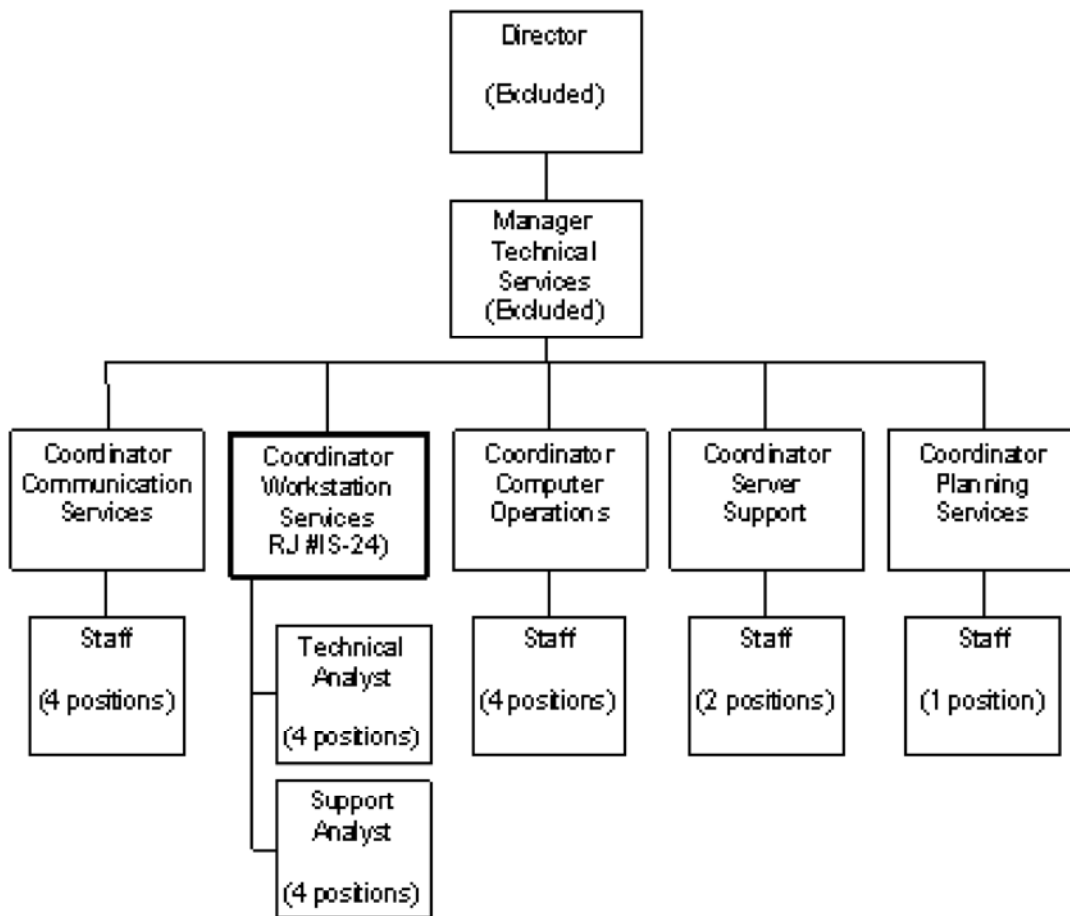 Director
(Excluded)
Manager
Technical
Services
(Excluded)
Coordinator
Communication
Services
Coordinator
Workstation
Services
RJ #IS-24)
Coordinator
Computer
Operations
Coordinator
Server
Support
Coordinator
Planning
Services
Staff
(4 positions)
Technical
Analyst
(4 positions)
Support
Analyst
(4 positions)
Staff
(4 positions)
Staff
(2 positions)
Staff
(1 position)